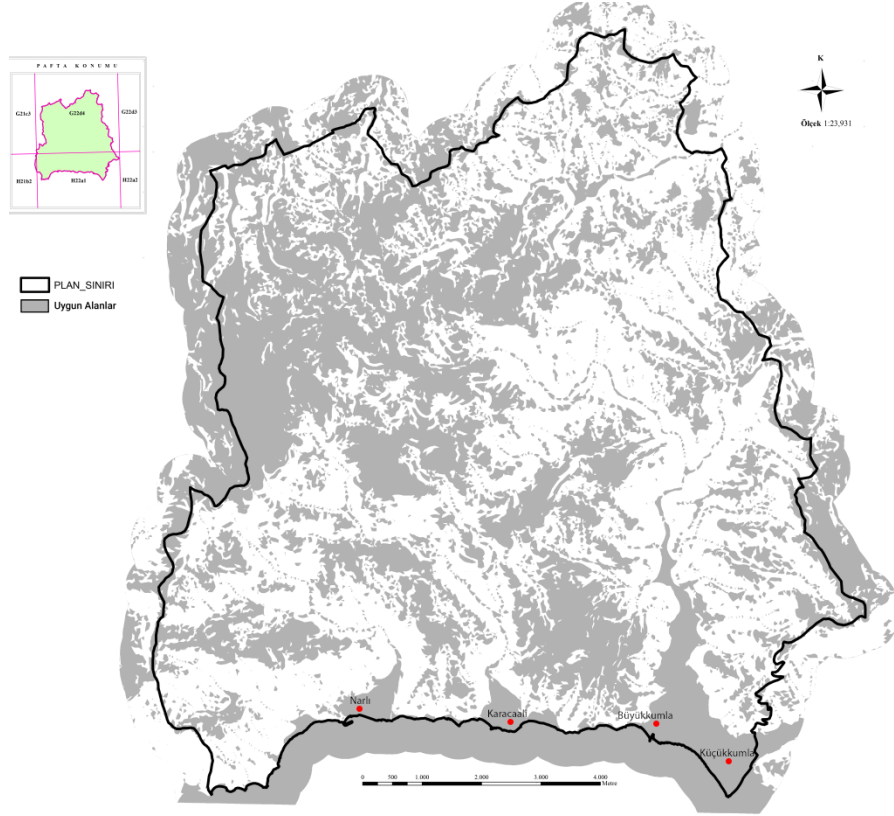 PAFTA KONUMU
G21c3
G22d4
G22d3
H21b2
H22a1
H22a2
K
Ölçek 1:23,931
PLAN_SINIRI
Uygun Alanlar
Narlı
Karacaali
Büyükkumla
Küçükkumla
0 500 1.000 2.000 3.000 4.000
Metre